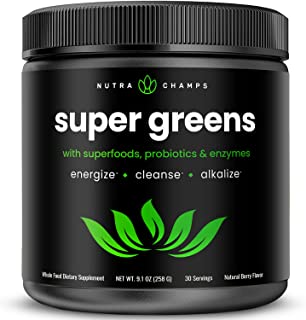 NUTRA CHAMPS
super greens
with superfoods, probiotics & enzymes
energize* • cleanse* • alkalize*
Whole Food Dietary Supplement NET WT. 9.1 OZ (258 G) 30 Servings Natural Berry Flavor